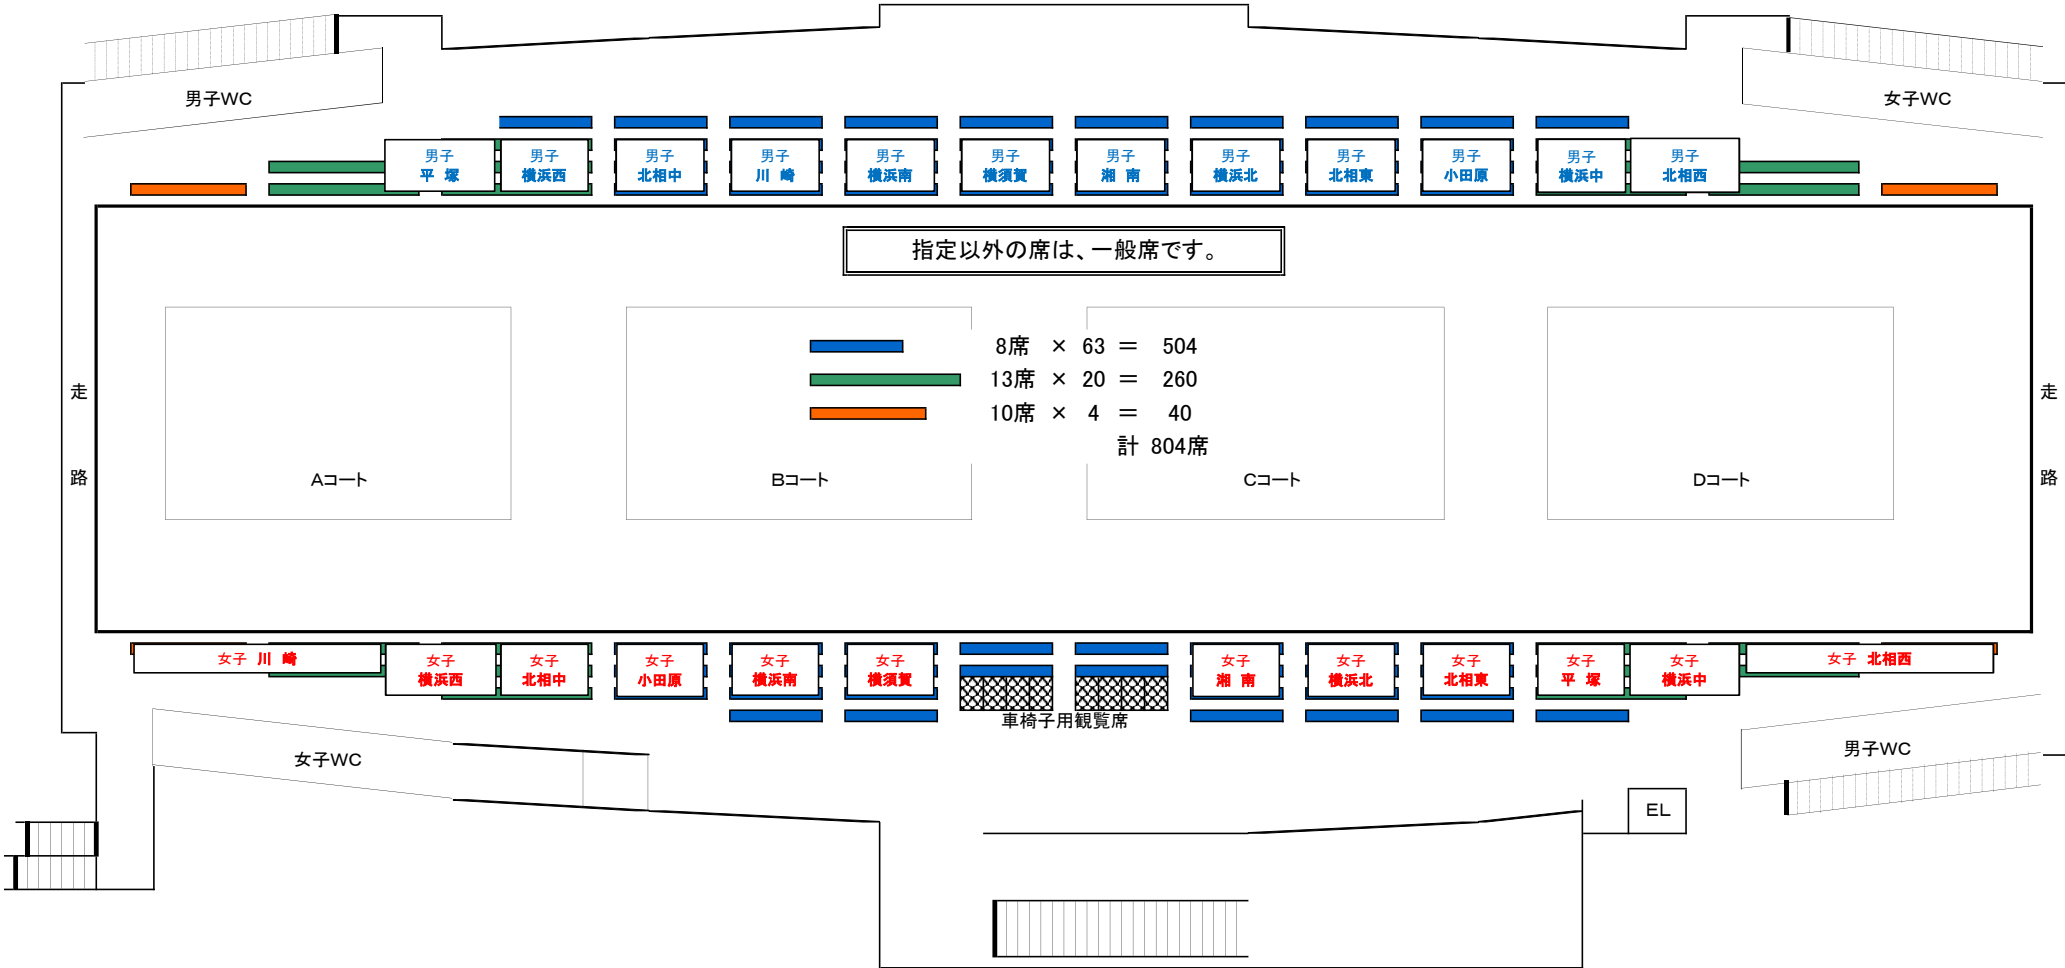 男子WC
女子WC
男子
平 塚
男子
横浜西
男子
北相中
男子
川 崎
男子
横浜南
男子
横須賀
男子
湘 南
男子
横浜北
男子
北相東
男子
小田原
男子
横浜中
男子
北相西
指定以外の席は、一般席です。
8席 × 63 = 504
13席 × 20 = 260
10席 × 4 = 40
計 804席
走
路
走
路
Aコート
Bコート
Cコート
Dコート
女子 川 崎
女子
横浜西
女子
北相中
女子
小田原
女子
横浜南
女子
横須賀
女子
湘 南
女子
横浜北
女子
北相東
女子
平 塚
女子
横浜中
女子 北相西
車椅子用観覧席
女子WC
男子WC
EL